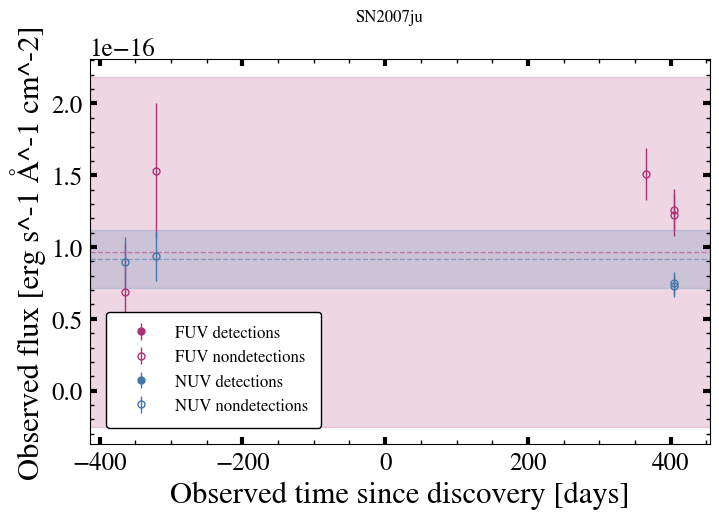 SN2007ju
1e−16
2.0
1.5
1.0
0.5
0.0
Observed flux [erg s^-1 Å^-1 cm^-2]
FUV detections
FUV nondetections
NUV detections
NUV nondetections
−400 −200 0 200 400
Observed time since discovery [days]